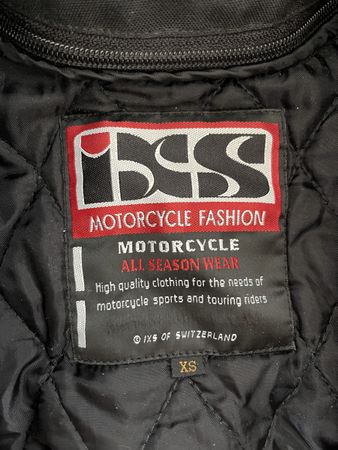 iXS
MOTORCYCLE FASHION
MOTORCYCLE
ALL SEASON WEAR
High quality clothing for the needs of
motorcycle sports and touring riders
© IXS OF SWITZERLAND
XS